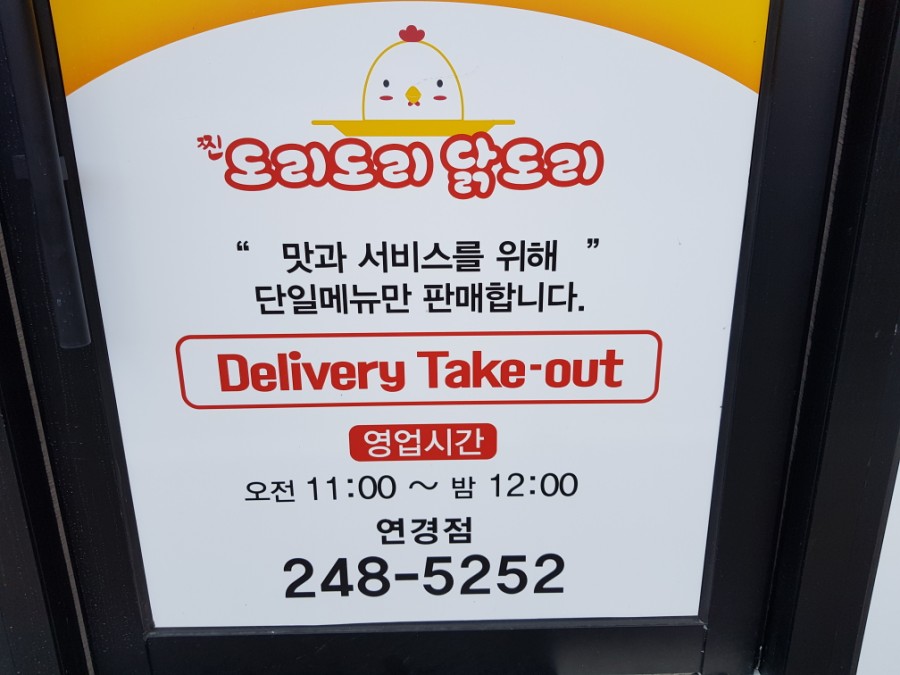 찐 도리도리 닭도리
“ 맛과 서비스를 위해 ”
단일메뉴만 판매합니다.
Delivery Take-out
영업시간
오전 11:00 ~ 밤 12:00
연경점
248-5252